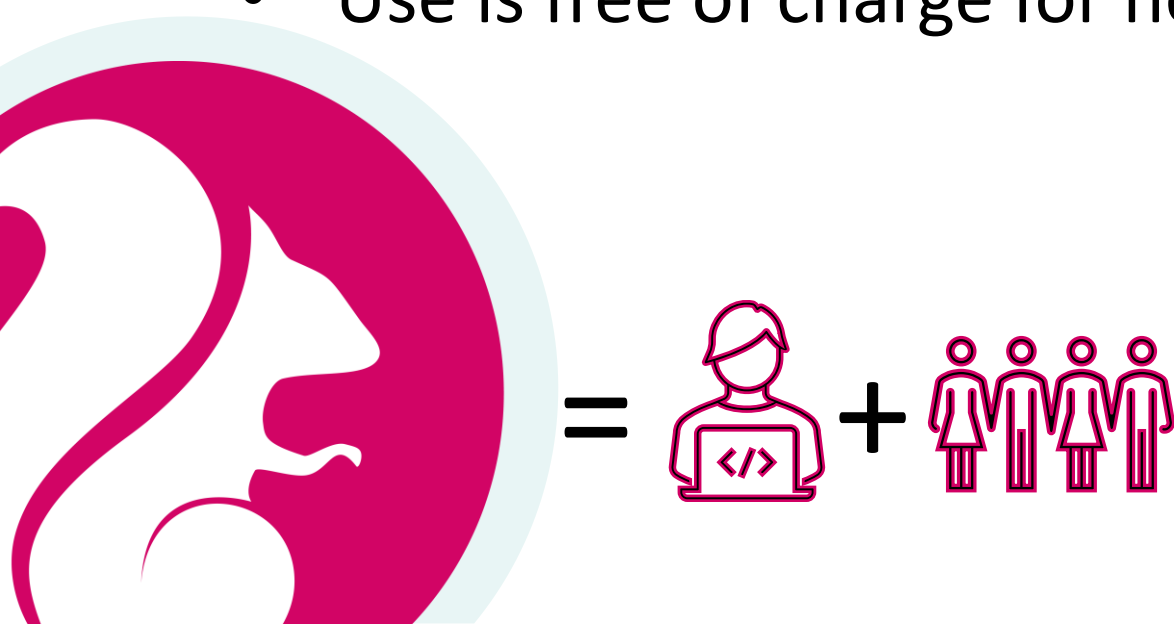 Use is free of charge for
= </> +